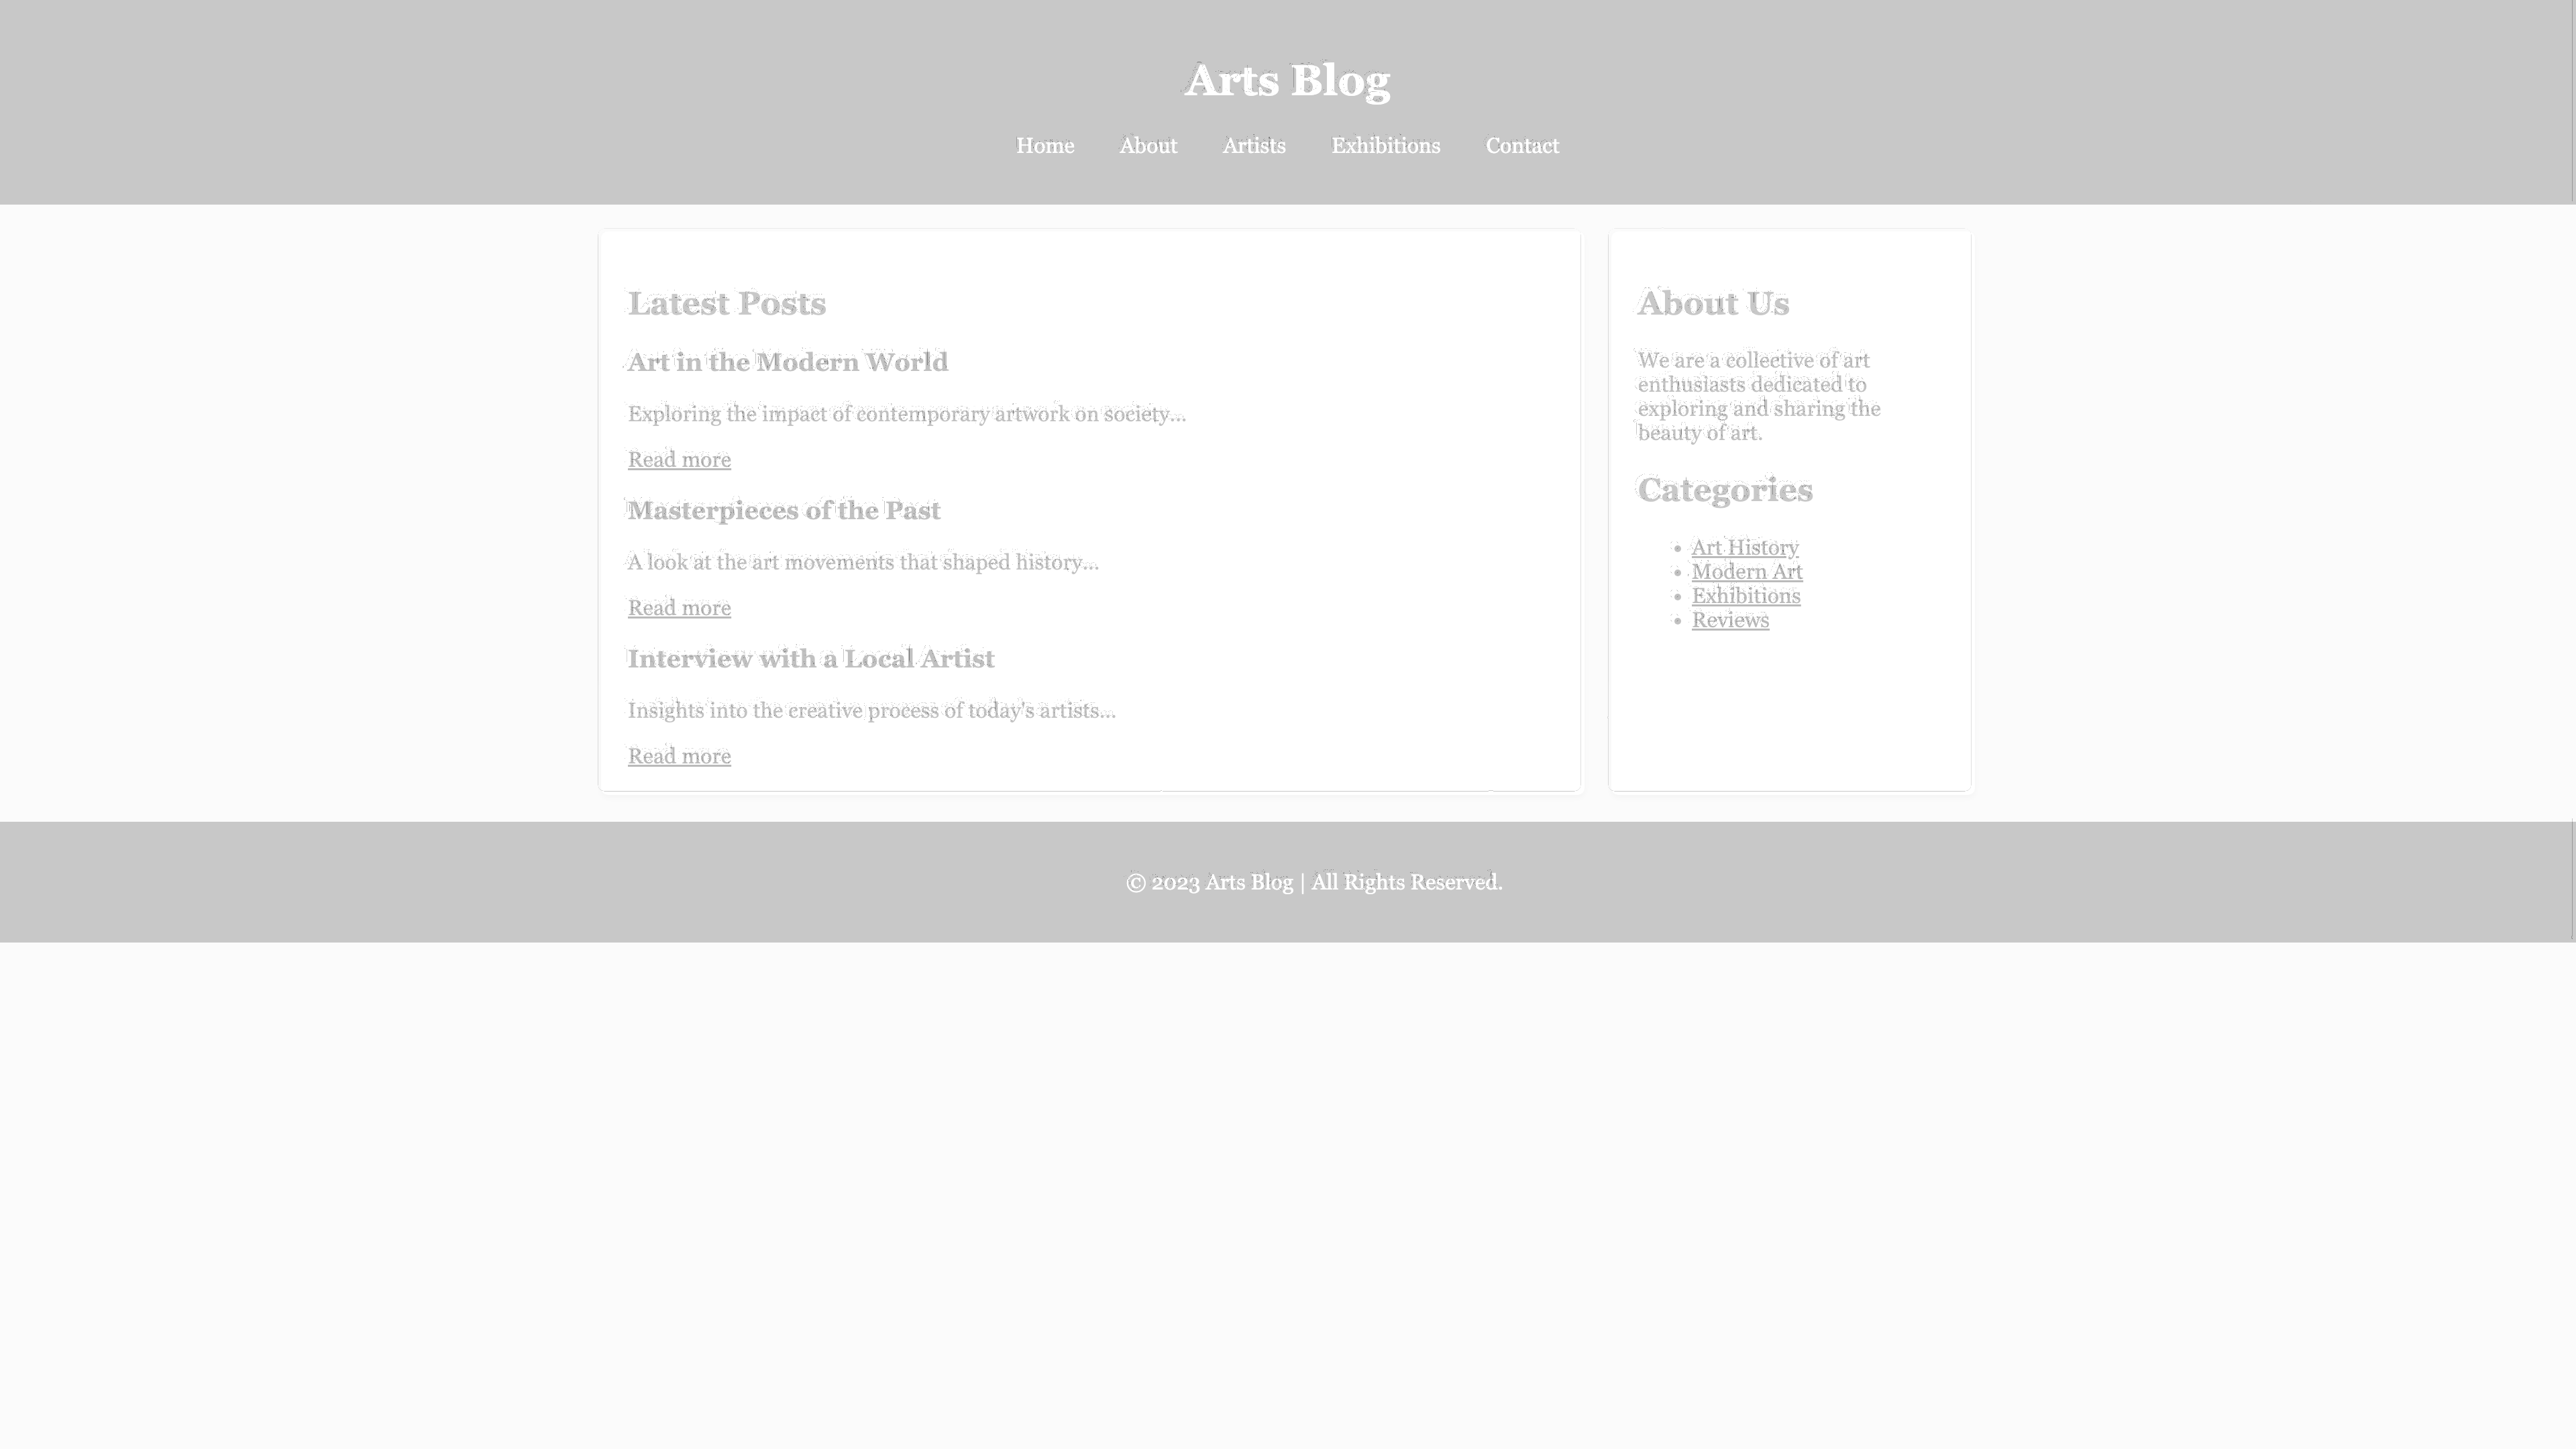 Arts Blog
Home About Artists Exhibitions Contact
Latest Posts
Art in the Modern World
Exploring the impact of contemporary artwork on society...
Read more
Masterpieces of the Past
A look at the art movements that shaped history...
Read more
Interview with a Local Artist
Insights into the creative process of today's artists...
Read more
About Us
We are a collective of art
enthusiasts dedicated to
exploring and sharing the
beauty of art.
Categories
• Art History
• Modern Art
• Exhibitions
• Reviews
© 2023 Arts Blog | All Rights Reserved.